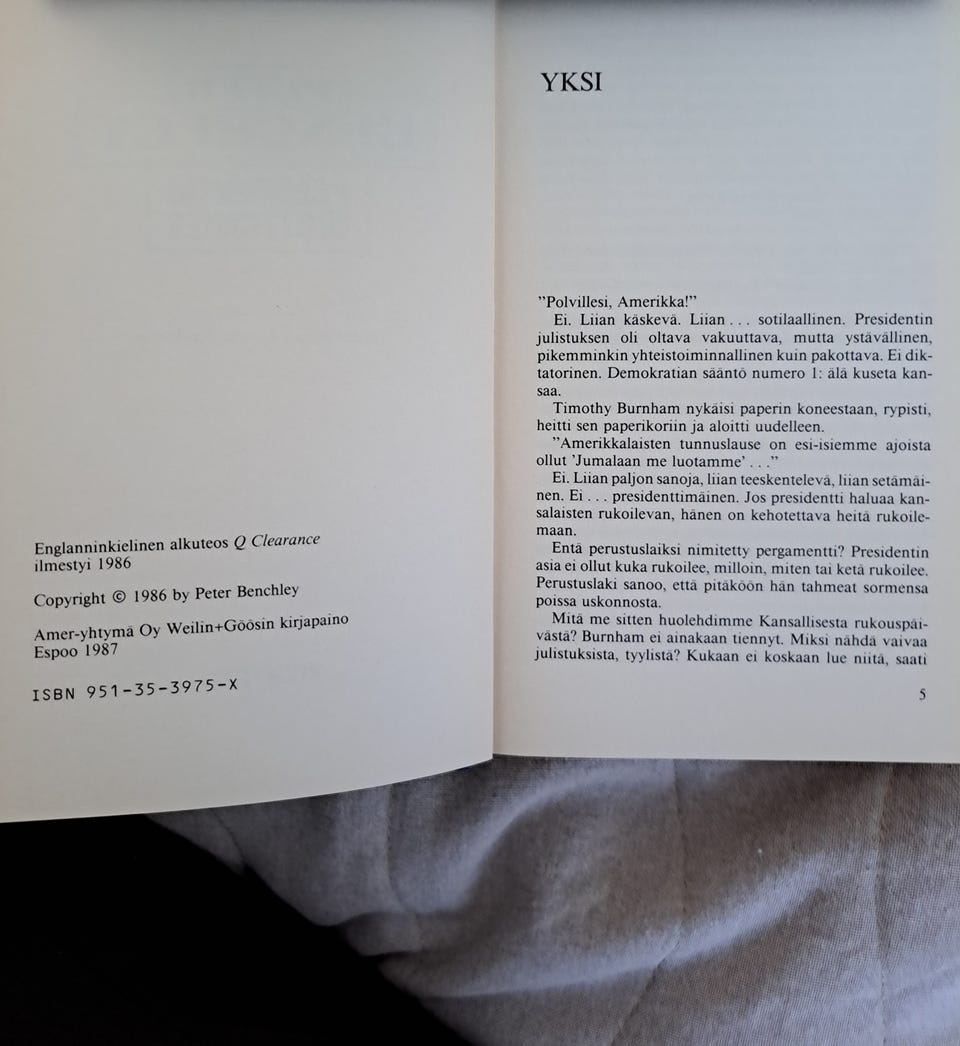 Englanninkielinen alkuteos Q Clearance
ilmestyi 1986
Copyright © 1986 by Peter Benchley
Amer-yhtymä Oy Weilin+Göösin kirjapaino
Espoo 1987
ISBN 951-35-3975-X
YKSI
”Polvillesi, Amerikka!”
Ei. Liian käskevä. Liian . . . sotilaallinen. Presidentin
julistuksen oli oltava vakuuttava, mutta ystävällinen,
pikemminkin yhteistoiminnallinen kuin pakottava. Ei dik-
tatorinen. Demokratian sääntö numero 1: älä kuseta kan-
saa.
Timothy Burnham nykäisi paperin koneestaan, rypisti,
heitti sen paperikoriin ja aloitti uudelleen.
”Amerikkalaisten tunnuslause on esi-isiemme ajoista
ollut ’Jumalaan me luotamme’ . . .”
Ei. Liian paljon sanoja, liian teeskentelevä, liian setämäi-
nen. Ei . . . presidenttimäinen. Jos presidentti haluaa kan-
salaisten rukoilevan, hänen on kehotettava heitä rukoile-
maan.
Entä perustuslaiksi nimitetty pergamentti? Presidentin
asia ei ollut kuka rukoilee, milloin, miten tai ketä rukoilee.
Perustuslaki sanoo, että pitäköön hän tahmeat sormensa
poissa uskonnosta.
Mitä me sitten huolehdimme Kansallisesta rukouspäi-
västä? Burnham ei ainakaan tiennyt. Miksi nähdä vaivaa
julistuksista, tyylistä? Kukaan ei koskaan lue niitä, saati
5